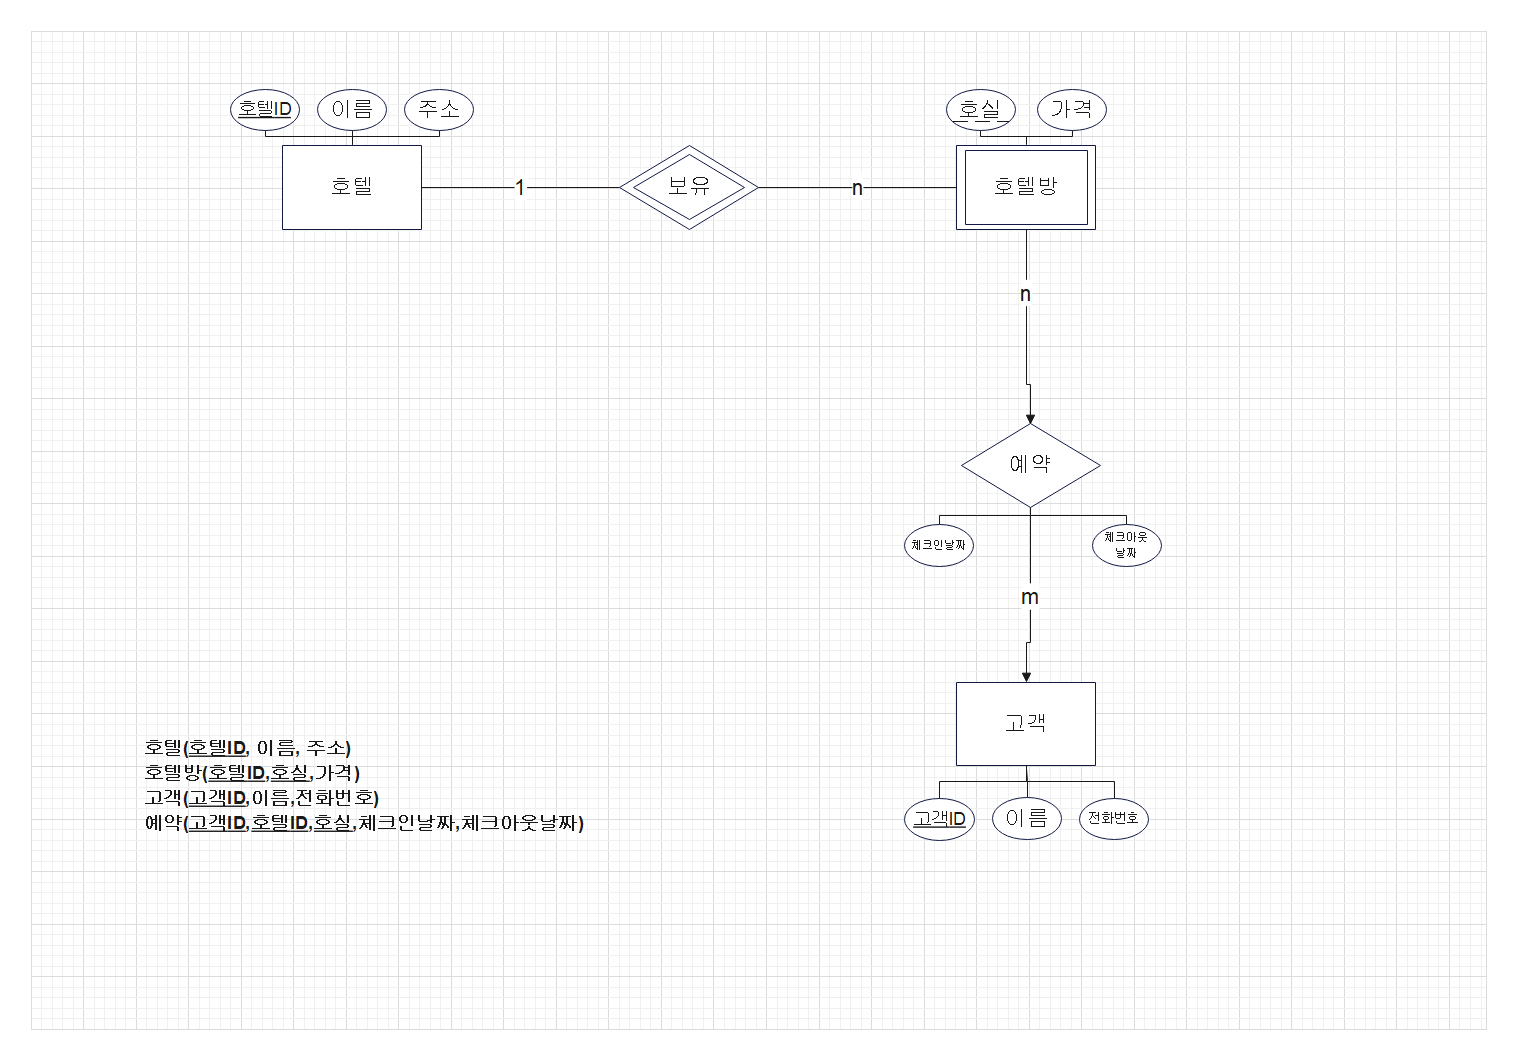 호텔ID
이름
주소
호실
가격
호텔
1
보유
n
호텔방
n
예약
체크인날짜
체크아웃
날짜
m
고객
고객ID
이름
전화번호
호텔(호텔ID, 이름, 주소)
호텔방(호텔ID,호실,가격)
고객(고객ID,이름,전화번호)
예약(고객ID,호텔ID,호실,체크인날짜,체크아웃날짜)